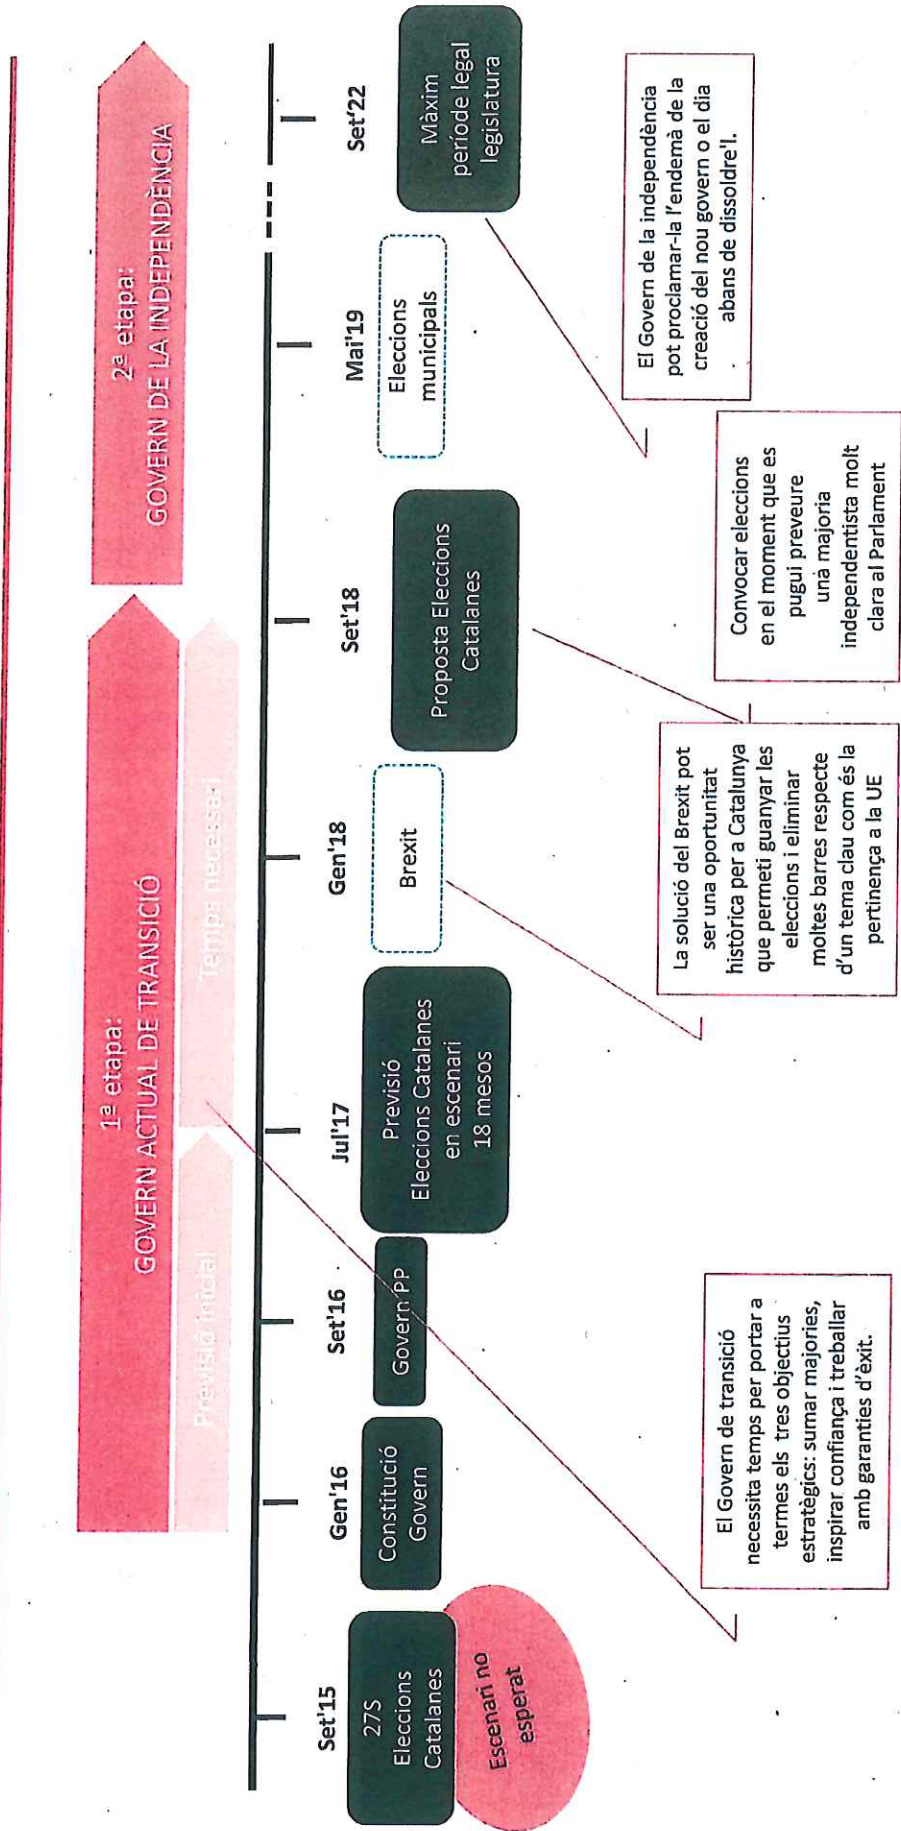 1ª etapa:
GOVERN ACTUAL DE TRANSICIÓ
2ª etapa:
GOVERN DE LA INDEPENDÈNCIA
Previsió inicial
Temps necessari
Set'15
Gen'16
Set'16
Jul'17
Gen'18
Set'18
Mai'19
Set'22
27S
Eleccions
Catalanes
Escenari no
esperat
Constitució
Govern
Govern PP
Previsió
Eleccions Catalanes
en escenari
18 mesos
Brexit
Proposta Eleccions
Catalanes
Eleccions
municipals
Màxim
període legal
legislatura
El Govern de transició
necessita temps per portar a
termes els tres objectius
estratègics: sumar majories,
inspirar confiança i treballar
amb garanties d'èxit.
La solució del Brexit pot
ser una oportunitat
històrica per a Catalunya
que permeti guanyar les
eleccions i eliminar
moltes barres respecte
d'un tema clau com és la
pertinença a la UE
Convocar eleccions
en el moment que es
pugui preveure
una majoria
independentista molt
clara al Parlament
El Govern de la independència
pot proclamar-la l'endemà de la
creació del nou govern o el dia
abans de dissoldre'l.